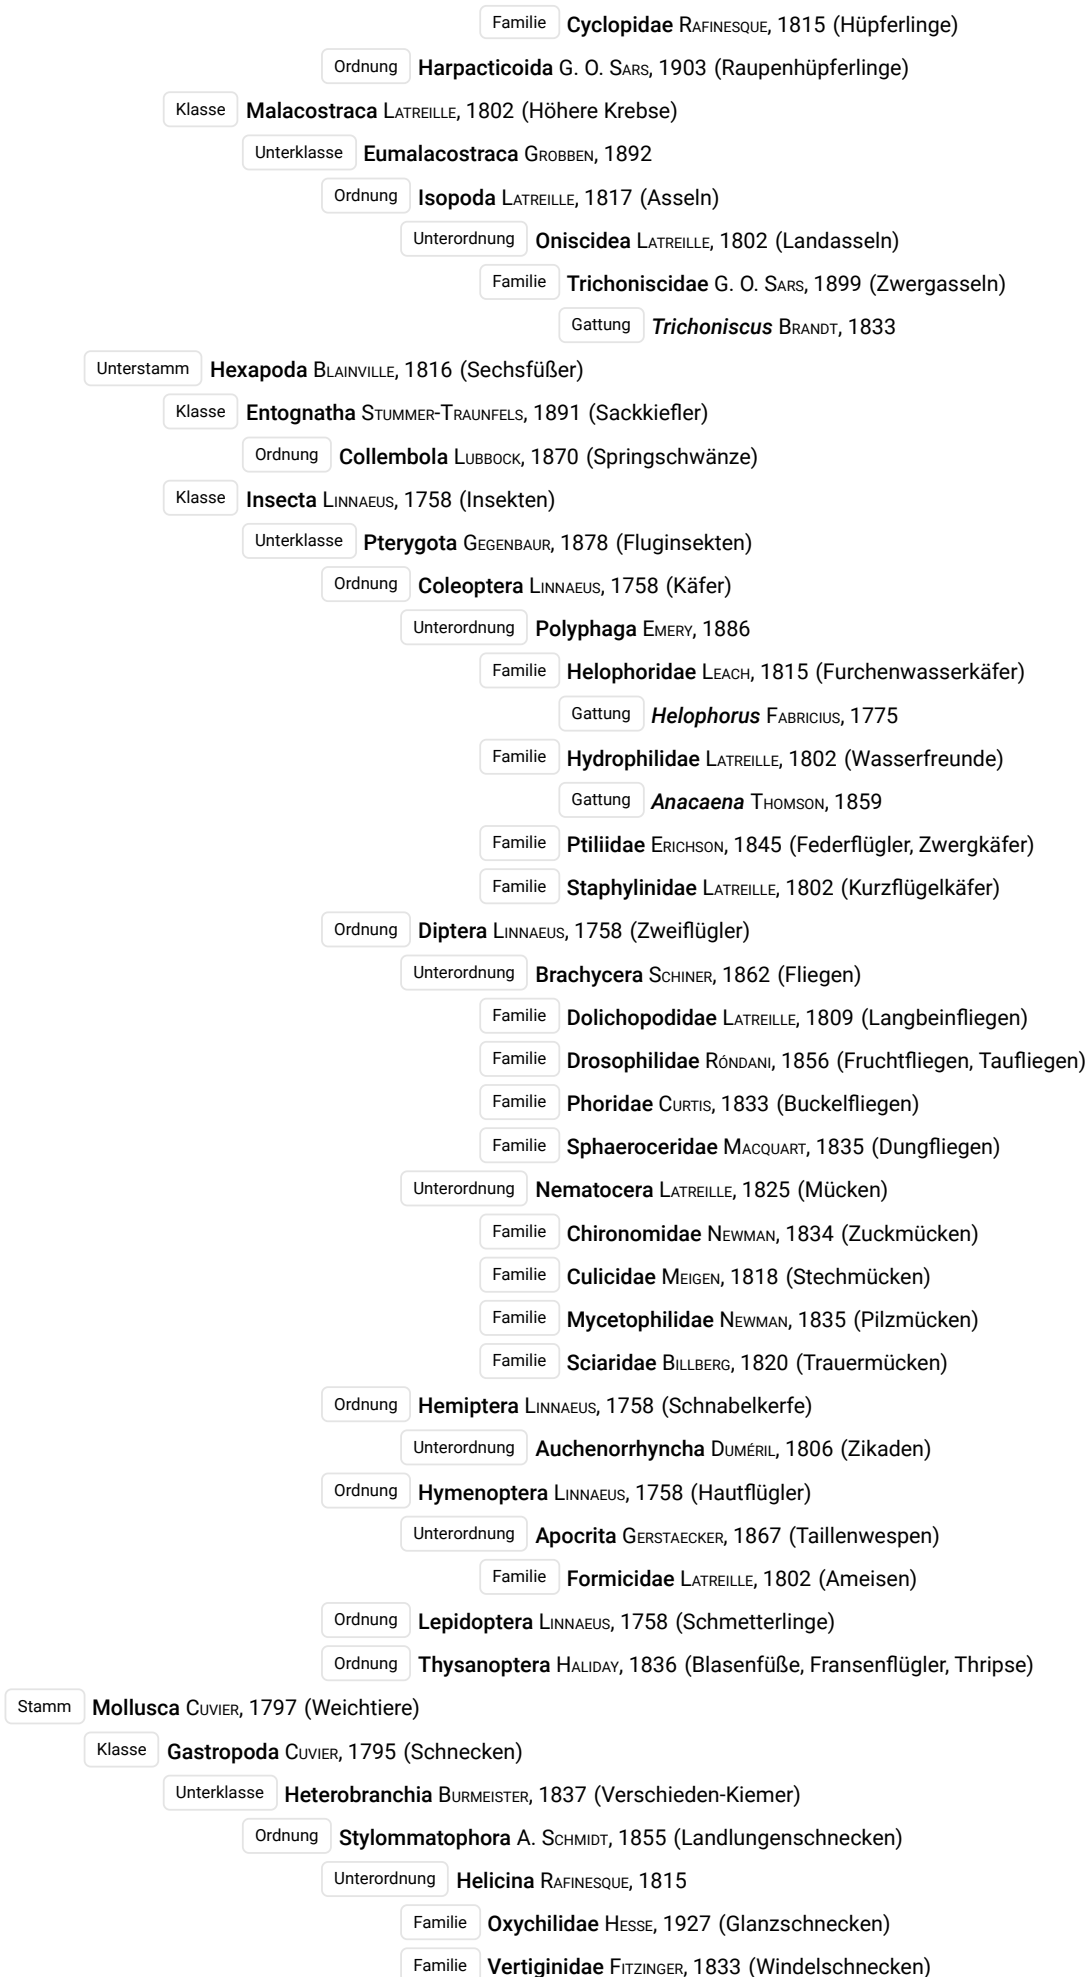 Familie Cyclopidae Rafinesque, 1815 (Hüpferlinge)
Ordnung Harpacticoida G. O. Sars, 1903 (Raupenhüpferlinge)
Klasse Malacostraca Latreille, 1802 (Höhere Krebse)
Unterklasse Eumalacostraca Grobben, 1892
Ordnung Isopoda Latreille, 1817 (Asseln)
Unterordnung Oniscidea Latreille, 1802 (Landasseln)
Familie Trichoniscidae G. O. Sars, 1899 (Zwergasseln)
Gattung Trichoniscus Brandt, 1833
Unterstamm Hexapoda Blainville, 1816 (Sechsfüßer)
Klasse Entognatha Stummer-Traunfels, 1891 (Sackkiefler)
Ordnung Collembola Lubbock, 1870 (Springschwänze)
Klasse Insecta Linnaeus, 1758 (Insekten)
Unterklasse Pterygota Gegenbaur, 1878 (Fluginsekten)
Ordnung Coleoptera Linnaeus, 1758 (Käfer)
Unterordnung Polyphaga Emery, 1886
Familie Helophoridae Leach, 1815 (Furchenwasserkäfer)
Gattung Helophorus Fabricius, 1775
Familie Hydrophilidae Latreille, 1802 (Wasserfreunde)
Gattung Anacaena Thomson, 1859
Familie Ptiliidae Erichson, 1845 (Federflügler, Zwergkäfer)
Familie Staphylinidae Latreille, 1802 (Kurzflügelkäfer)
Ordnung Diptera Linnaeus, 1758 (Zweiflügler)
Unterordnung Brachycera Schiner, 1862 (Fliegen)
Familie Dolichopodidae Latreille, 1809 (Langbeinfliegen)
Familie Drosophilidae Róndani, 1856 (Fruchtfliegen, Taufliegen)
Familie Phoridae Curtis, 1833 (Buckelfliegen)
Familie Sphaeroceridae Macquart, 1835 (Dungfliegen)
Unterordnung Nematocera Latreille, 1825 (Mücken)
Familie Chironomidae Newman, 1834 (Zuckmücken)
Familie Culicidae Meigen, 1818 (Stechmücken)
Familie Mycetophilidae Newman, 1835 (Pilzmücken)
Familie Sciaridae Billberg, 1820 (Trauermücken)
Ordnung Hemiptera Linnaeus, 1758 (Schnabelkerfe)
Unterordnung Auchenorrhyncha Duméril, 1806 (Zikaden)
Ordnung Hymenoptera Linnaeus, 1758 (Hautflügler)
Unterordnung Apocrita Gerstaecker, 1867 (Taillenwespen)
Familie Formicidae Latreille, 1802 (Ameisen)
Ordnung Lepidoptera Linnaeus, 1758 (Schmetterlinge)
Ordnung Thysanoptera Haliday, 1836 (Blasenfüße, Fransenflügler, Thripse)
Stamm Mollusca Cuvier, 1797 (Weichtiere)
Klasse Gastropoda Cuvier, 1795 (Schnecken)
Unterklasse Heterobranchia Burmeister, 1837 (Verschieden-Kiemer)
Ordnung Stylommatophora A. Schmidt, 1855 (Landlungenschnecken)
Unterordnung Helicina Rafinesque, 1815
Familie Oxychilidae Hesse, 1927 (Glanzschnecken)
Familie Vertiginidae Fitzinger, 1833 (Windelschnecken)